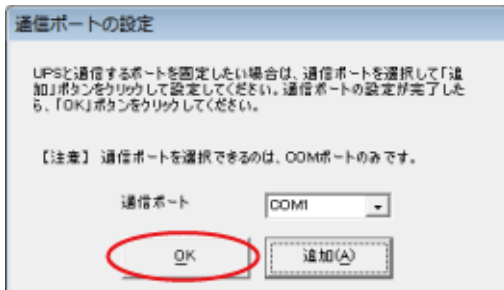 通信ポートの設定
UPSと通信するポートを固定したい場合は、通信ポートを選択して「追
加」ボタンをクリックして設定してください。通信ポートの設定が完了した
ら、「OK」ボタンをクリックしてください。
【注意】 通信ポートを選択できるのは、COMポートのみです。
通信ポート COM1
OK 追加(A)